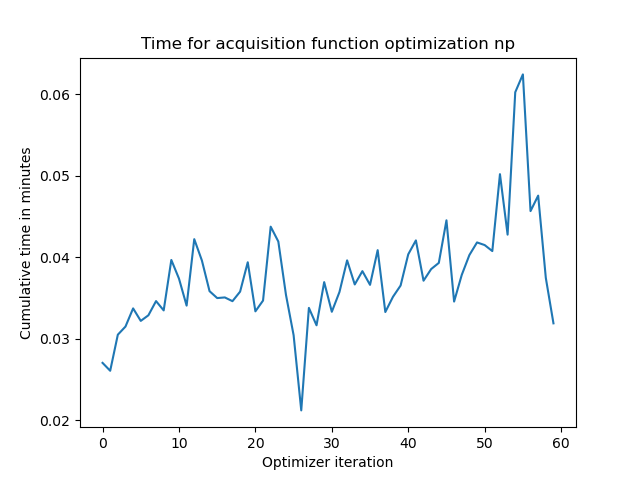 Time for acquisition function optimization np
Cumulative time in minutes
0.06
0.05
0.04
0.03
0.02
0 10 20 30 40 50 60
Optimizer iteration